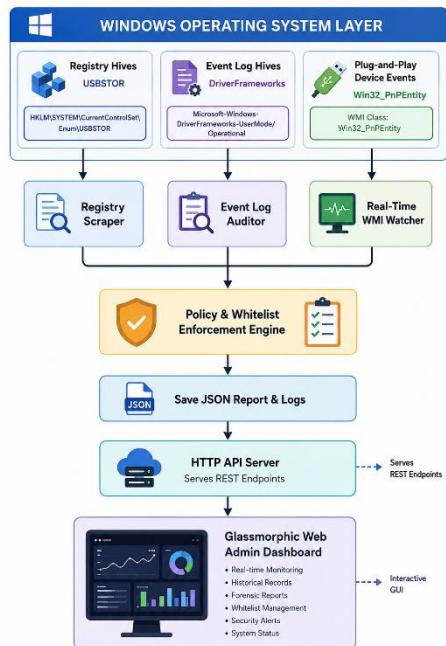 WINDOWS OPERATING SYSTEM LAYER
Registry Hives
USBSTOR
HKLM\SYSTEM\CurrentControlSet\
Enum\USBSTOR
Event Log Hives
DriverFrameworks
Microsoft-Windows-
DriverFrameworks-UserMode/
Operational
Plug-and-Play
Device Events
Win32_PnPEntity
WMI Class:
Win32_PnPEntity
Registry
Scraper
Event Log
Auditor
Real-Time
WMI Watcher
Policy & Whitelist
Enforcement Engine
JSON
Save JSON Report & Logs
HTTP API Server
Serves REST Endpoints
Serves
REST Endpoints
Glassmorphic Web
Admin Dashboard
• Real-time Monitoring
• Historical Records
• Forensic Reports
• Whitelist Management
• Security Alerts
• System Status
Interactive
GUI